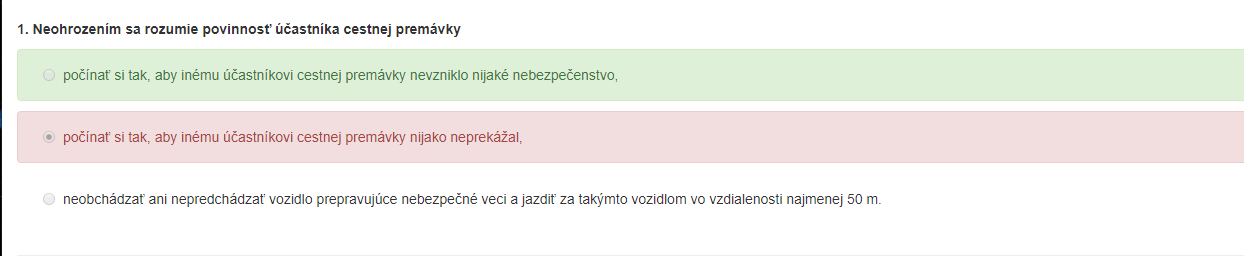 1. Neohrozením sa rozumie povinnosť účastníka cestnej premávky
počínať si tak, aby inému účastníkovi cestnej premávky nevzniklo nijaké nebezpečenstvo,
počínať si tak, aby inému účastníkovi cestnej premávky nijako neprekážal,
neobchádzať ani nepredchádzať vozidlo prepravujúce nebezpečné veci a jazdiť za takýmto vozidlom vo vzdialenosti najmenej 50 m.